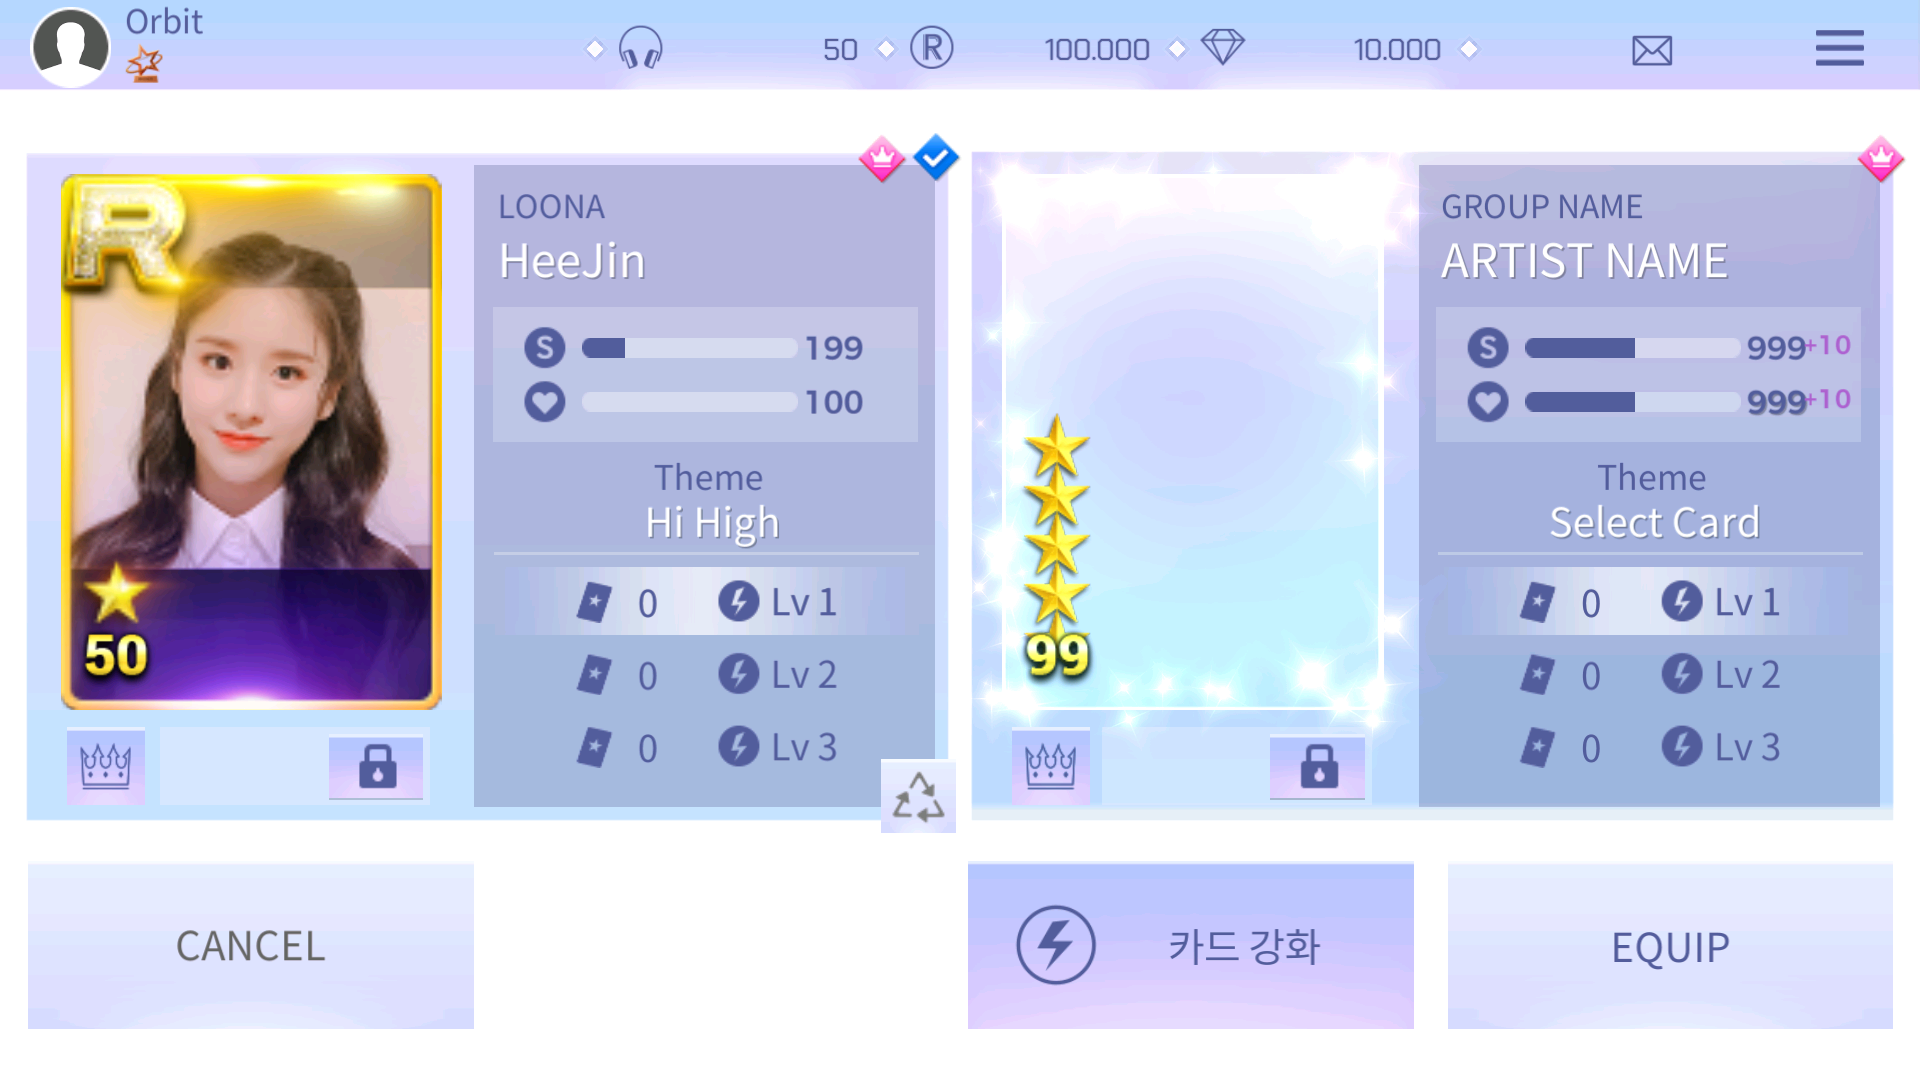 Orbit
50
R
100.000
10.000
R
50
LOONA
HeeJin
S 199
100
Theme
Hi High
0 Lv 1
0 Lv 2
0 Lv 3
99
GROUP NAME
ARTIST NAME
S 999 +10
999 +10
Theme
Select Card
0 Lv 1
0 Lv 2
0 Lv 3
CANCEL
카드 강화
EQUIP